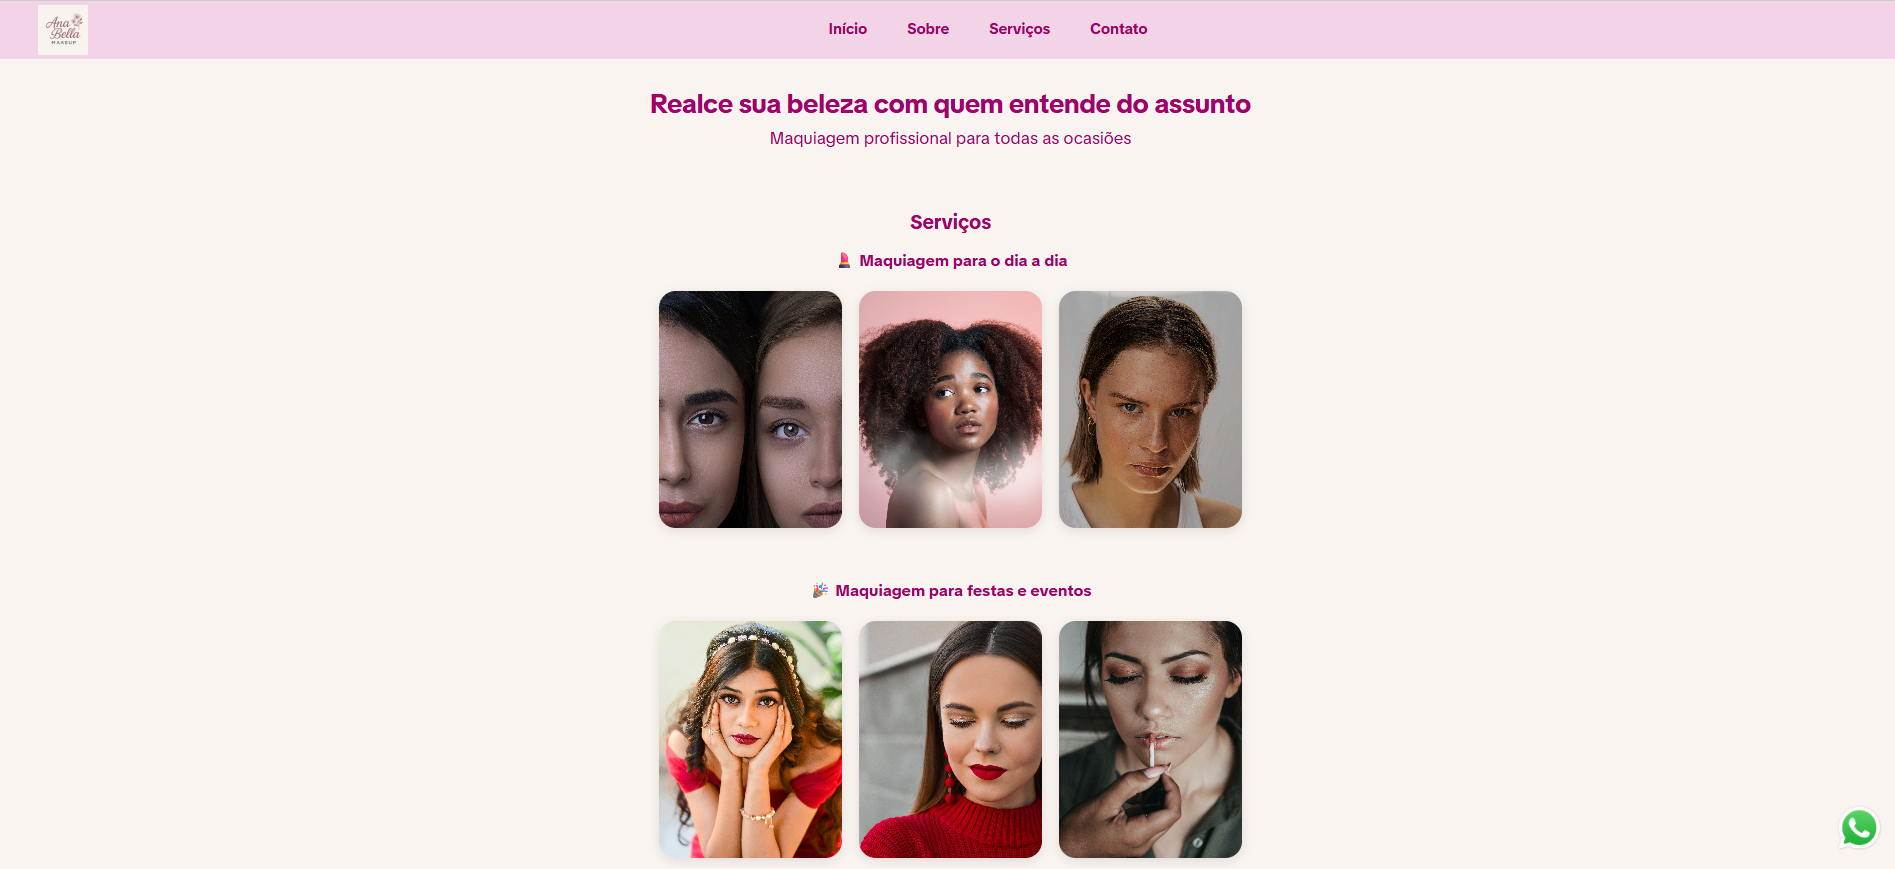 Ana
Bella
MAKEUP
Início
Sobre
Serviços
Contato
Realce sua beleza com quem entende do assunto
Maquiagem profissional para todas as ocasiões
Serviços
💄 Maquiagem para o dia a dia
🎉 Maquiagem para festas e eventos